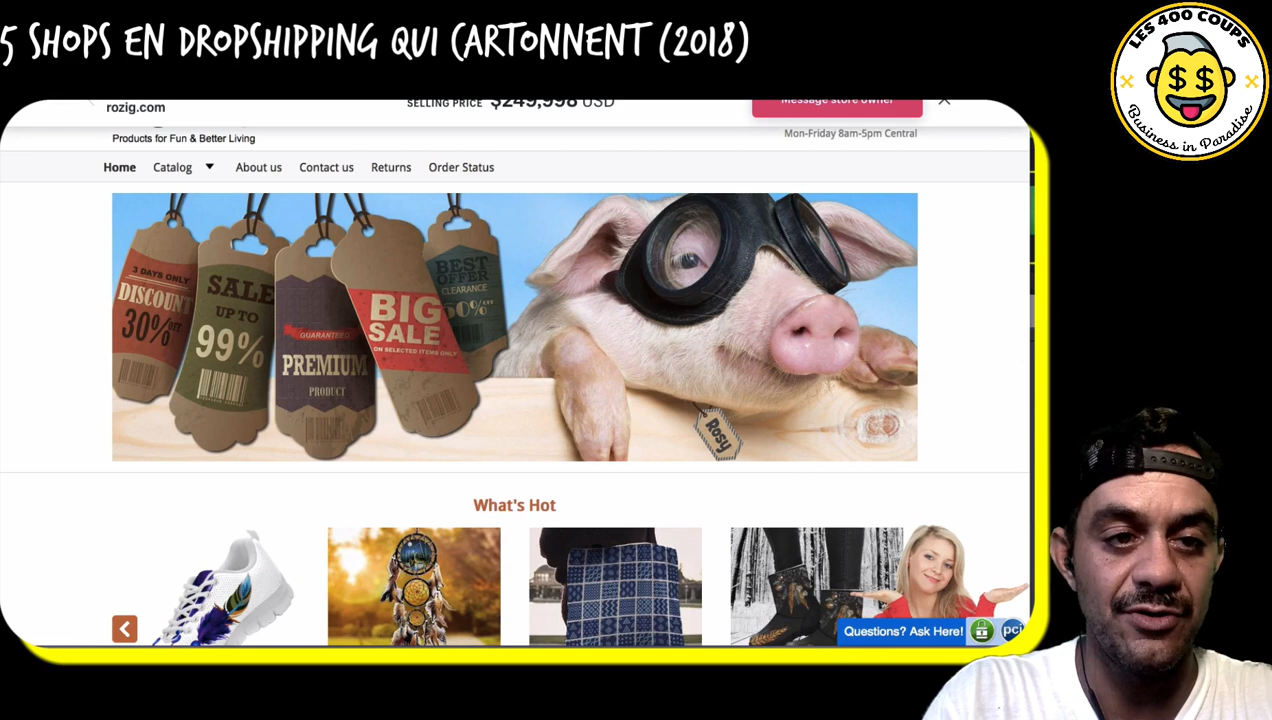 5 SHOPS EN DROPSHIPPING QUI CARTONNENT (2018)
LES 400 COUPS
$ $
Business in Paradise
rozig.com
SELLING PRICE $249,998 USD
Message store owner
Products for Fun & Better Living
Mon-Friday 8am-5pm Central
Home Catalog About us Contact us Returns Order Status
3 DAYS ONLY
DISCOUNT
30% OFF
SALE
UP TO
99%
GUARANTEED
PREMIUM
PRODUCT
BIG
SALE
ON SELECTED ITEMS ONLY
BEST
OFFER
CLEARANCE
50% OFF
Rosy
What's Hot
Questions? Ask Here!
pci